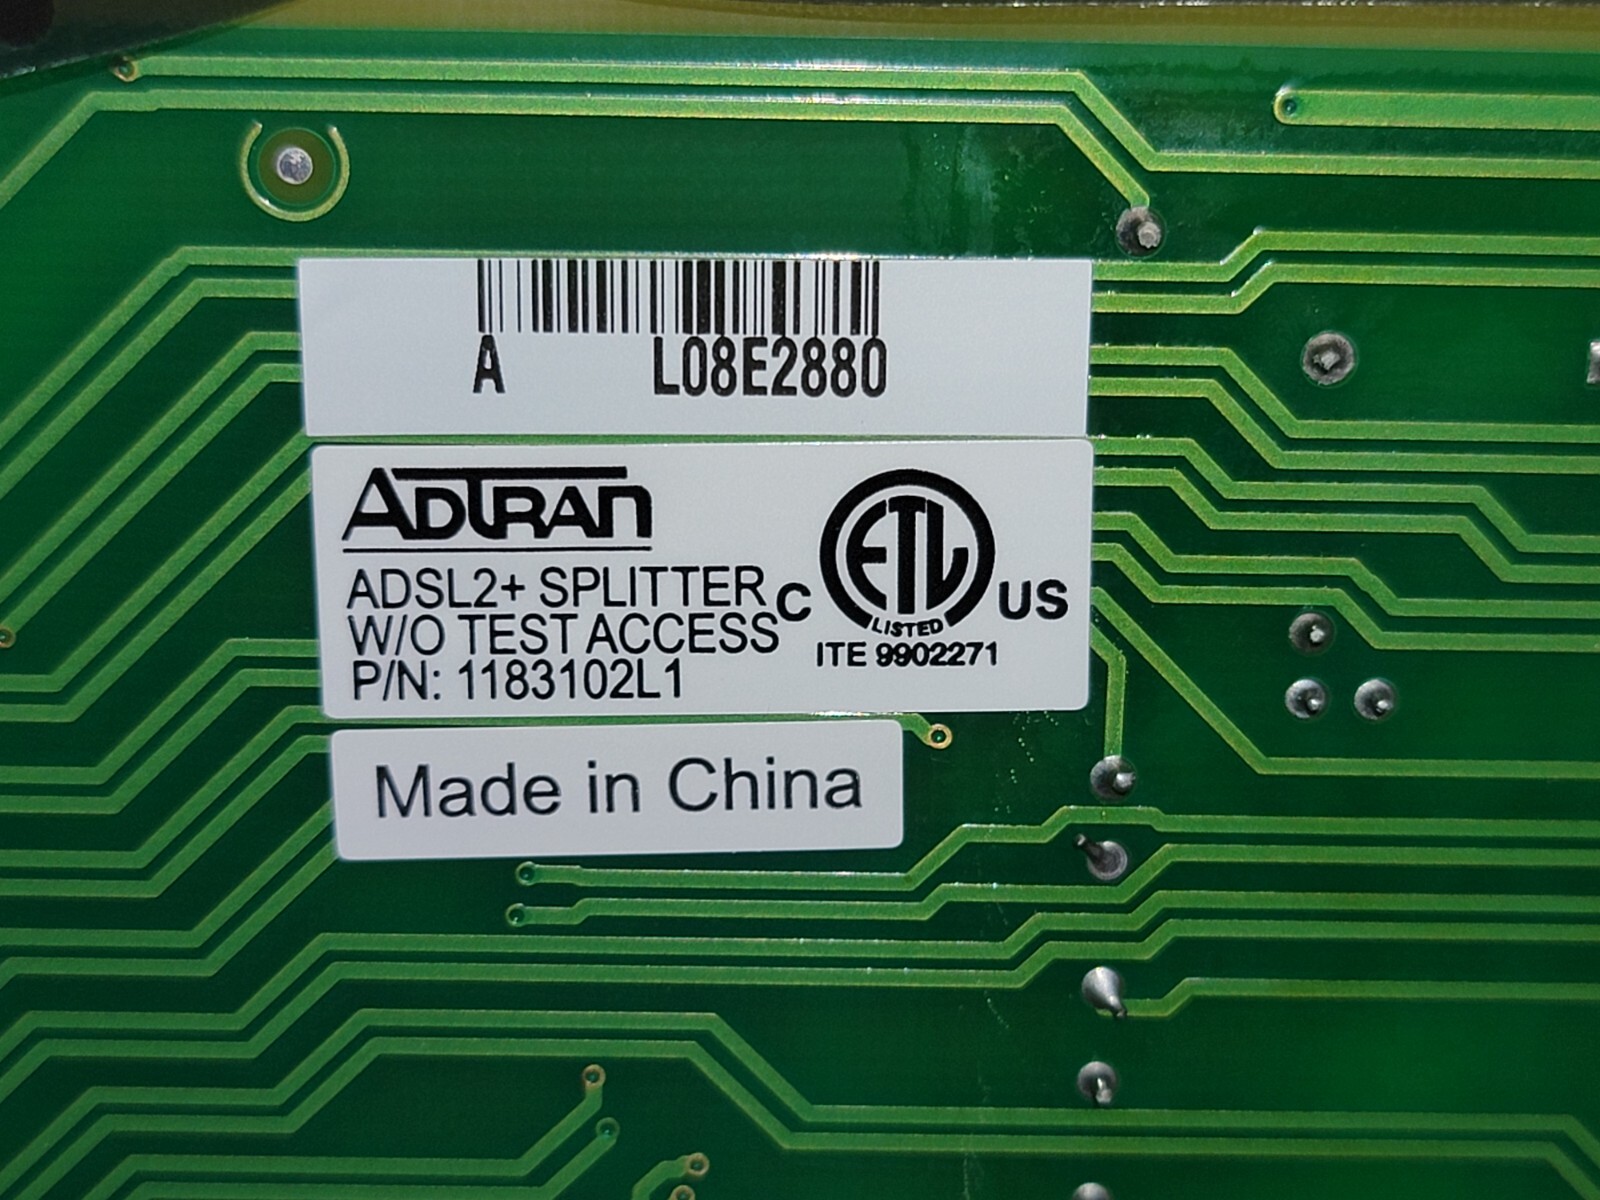 A L08E2880
ADTRAN
ADSL2+ SPLITTER
W/O TEST ACCESS
P/N: 1183102L1
C ETL US
LISTED
ITE 9902271
Made in China